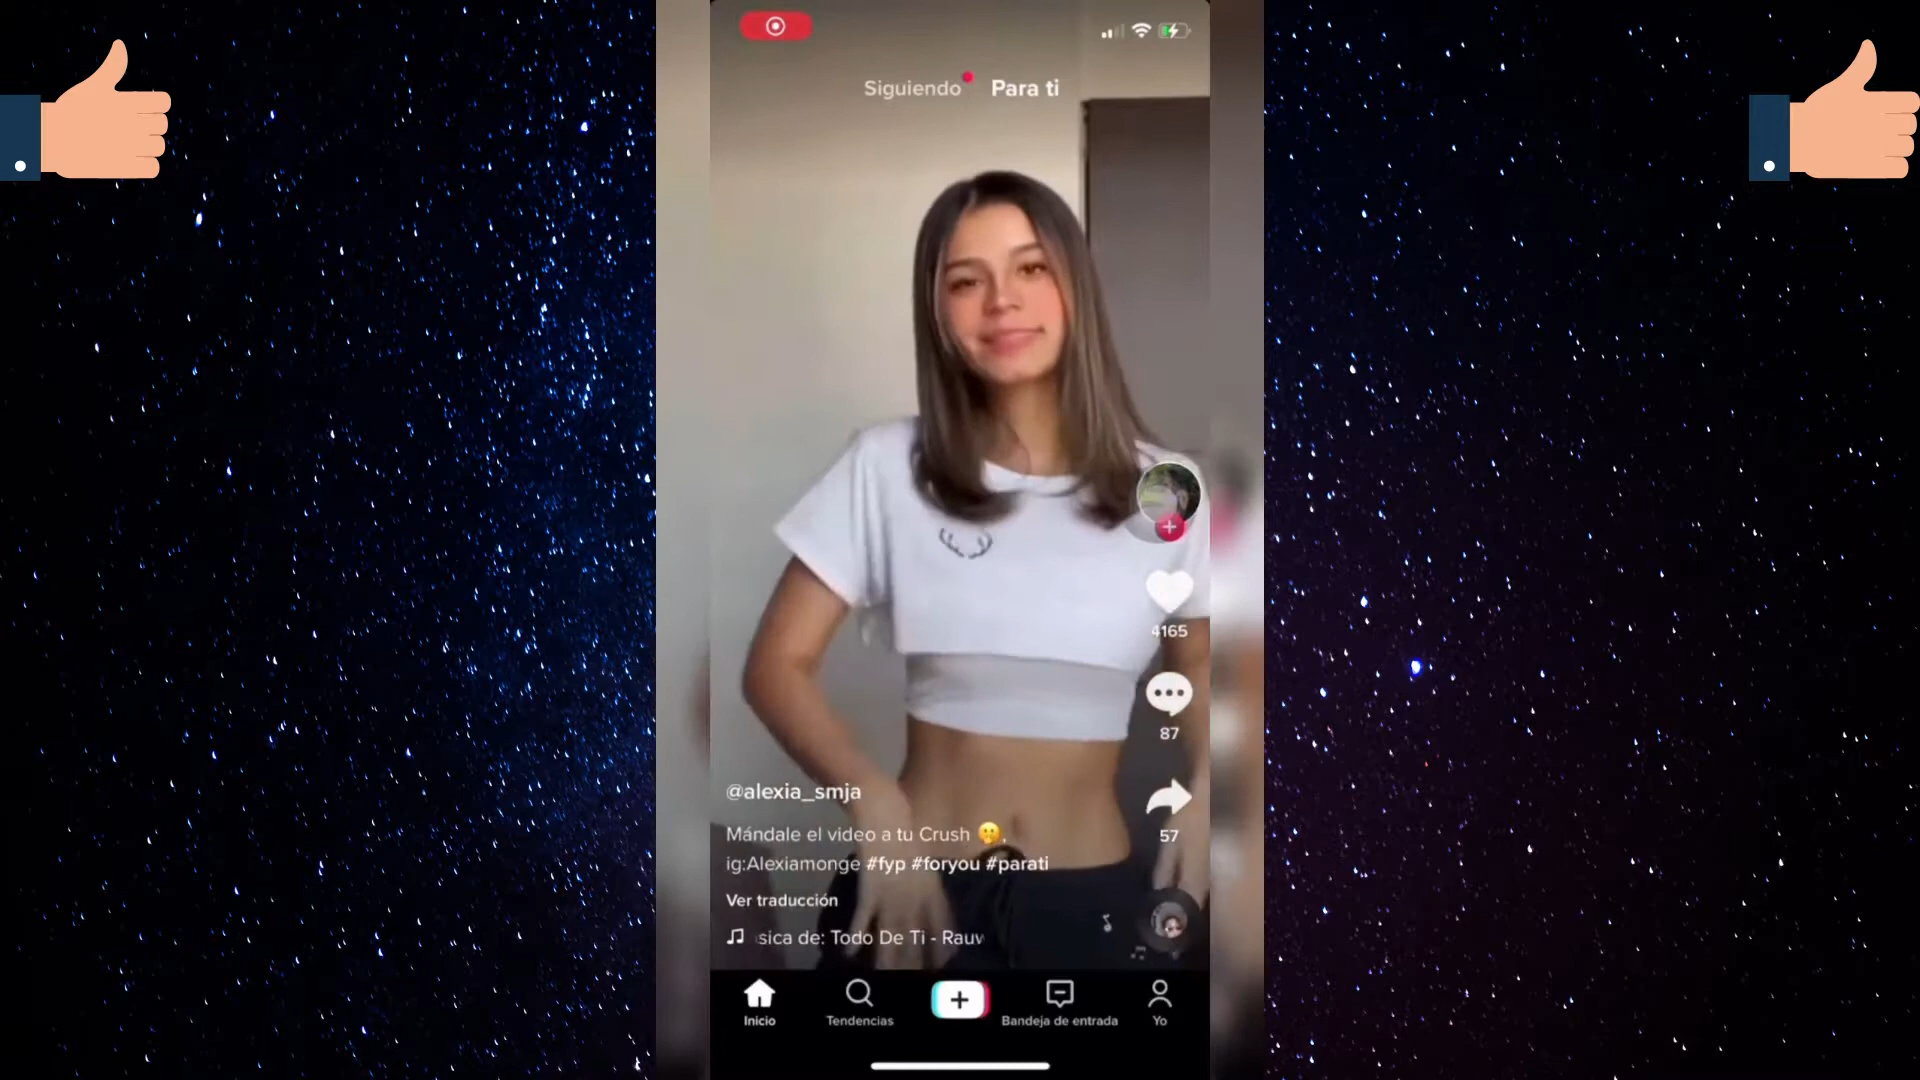 Siguiendo Para ti
4165
87
57
@alexia_smja
Mándale el video a tu Crush 🤫,
ig:Alexiamonge #fyp #foryou #parati
Ver traducción
sica de: Todo De Ti - Rauw
Inicio Tendencias Bandeja de entrada Yo